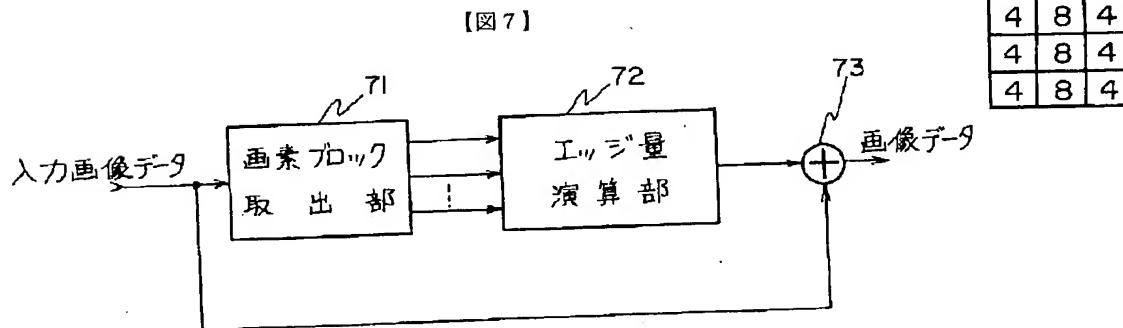 【図7】
4 8 4
4 8 4
4 8 4
71
72
73
入力画像データ
画素ブロック
取出部
エッジ量
演算部
画像データ